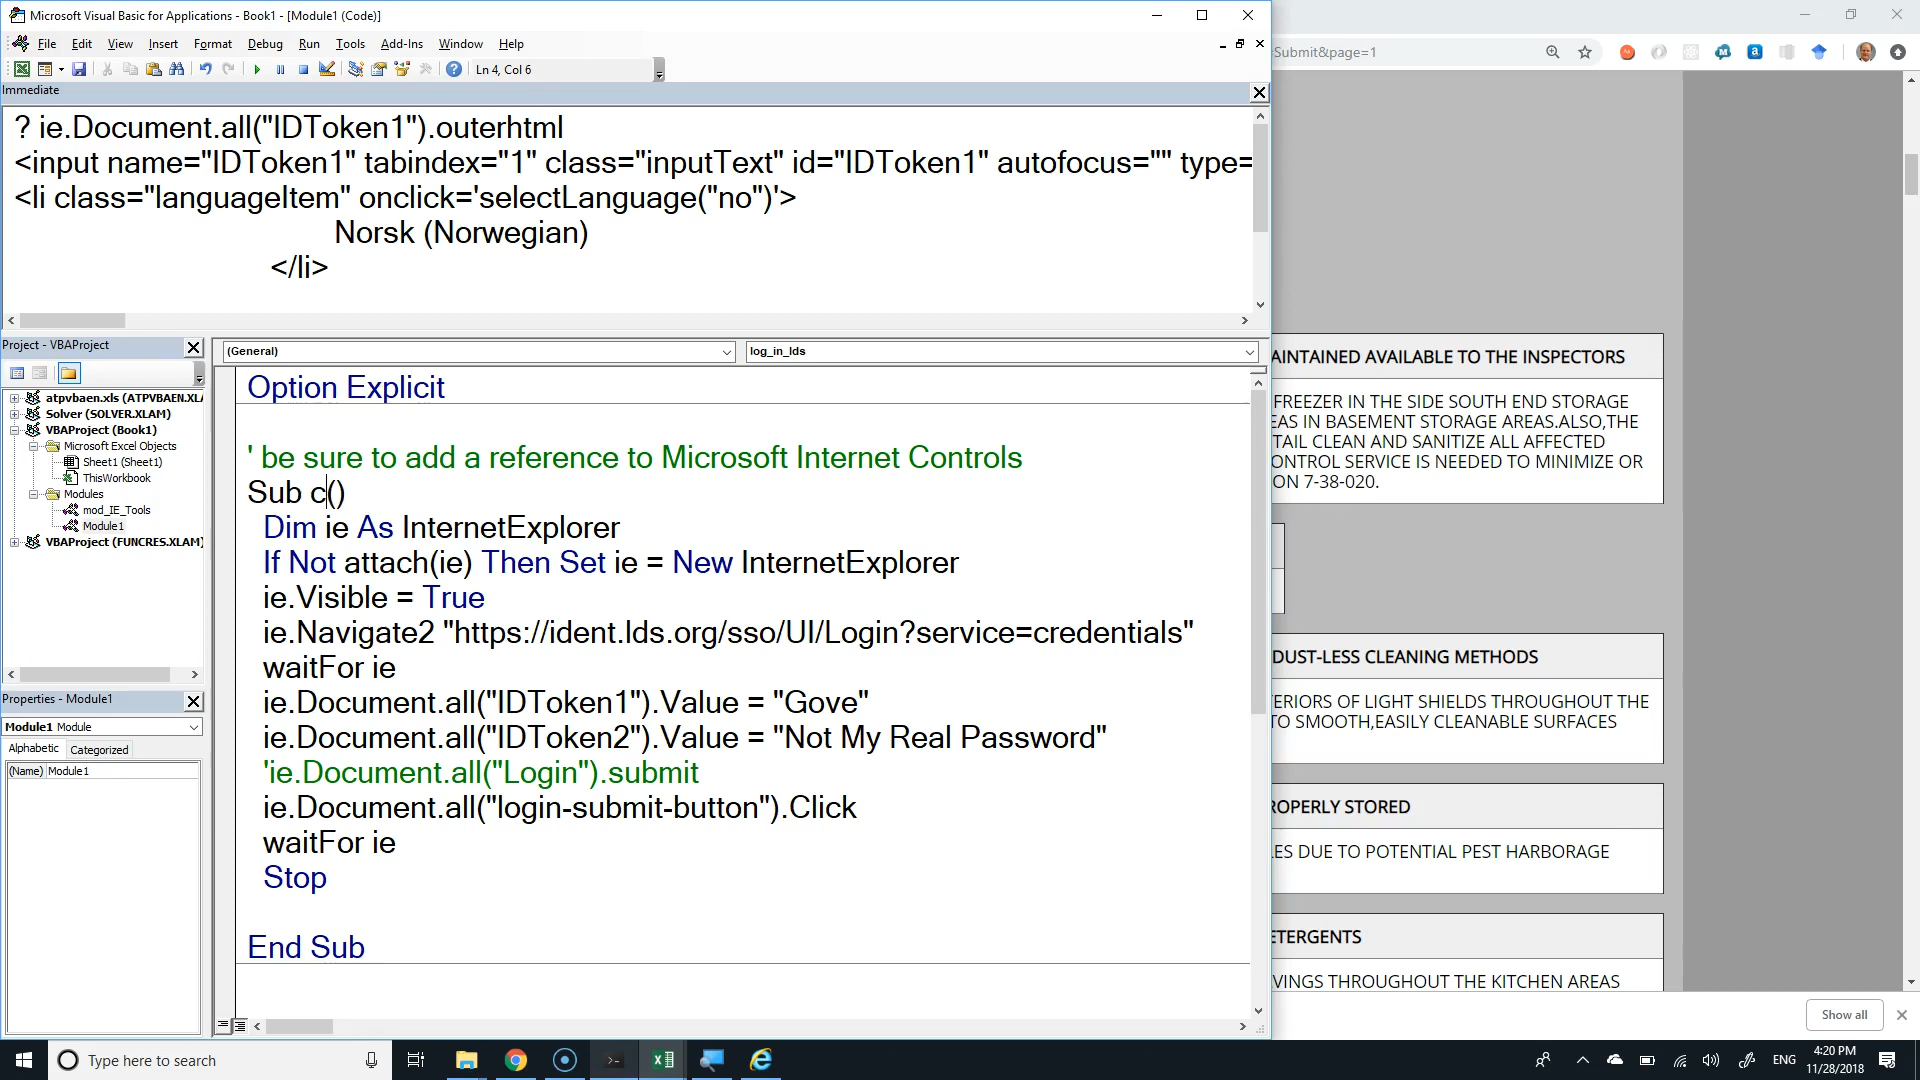 Microsoft Visual Basic for Applications - Book1 - [Module1 (Code)]
File Edit View Insert Format Debug Run Tools Add-Ins Window Help
Ln 4, Col 6
Immediate
? ie.Document.all("IDToken1").outerhtml
<input name="IDToken1" tabindex="1" class="inputText" id="IDToken1" autofocus="" type=
<li class="languageItem" onclick='selectLanguage("no")'>
Norsk (Norwegian)
</li>
Project - VBAProject
atpvbaen.xls (ATPVBAEN.XLA
Solver (SOLVER.XLAM)
VBAProject (Book1)
Microsoft Excel Objects
Sheet1 (Sheet1)
ThisWorkbook
Modules
mod_IE_Tools
Module1
VBAProject (FUNCRES.XLAM)
Properties - Module1
Module1 Module
Alphabetic Categorized
(Name) Module1
(General) log_in_lds
Option Explicit
' be sure to add a reference to Microsoft Internet Controls
Sub c()
Dim ie As InternetExplorer
If Not attach(ie) Then Set ie = New InternetExplorer
ie.Visible = True
ie.Navigate2 "https://ident.lds.org/sso/UI/Login?service=credentials"
waitFor ie
ie.Document.all("IDToken1").Value = "Gove"
ie.Document.all("IDToken2").Value = "Not My Real Password"
'ie.Document.all("Login").submit
ie.Document.all("login-submit-button").Click
waitFor ie
Stop
End Sub
Submit&page=1
AINTAINED AVAILABLE TO THE INSPECTORS
FREEZER IN THE SIDE SOUTH END STORAGE
EAS IN BASEMENT STORAGE AREAS.ALSO,THE
TAIL CLEAN AND SANITIZE ALL AFFECTED
ONTROL SERVICE IS NEEDED TO MINIMIZE OR
ON 7-38-020.
DUST-LESS CLEANING METHODS
TERIORS OF LIGHT SHIELDS THROUGHOUT THE
TO SMOOTH,EASILY CLEANABLE SURFACES
ROPERLY STORED
LES DUE TO POTENTIAL PEST HARBORAGE
ETERGENTS
VINGS THROUGHOUT THE KITCHEN AREAS
Show all
Type here to search
ENG
4:20 PM
11/28/2018